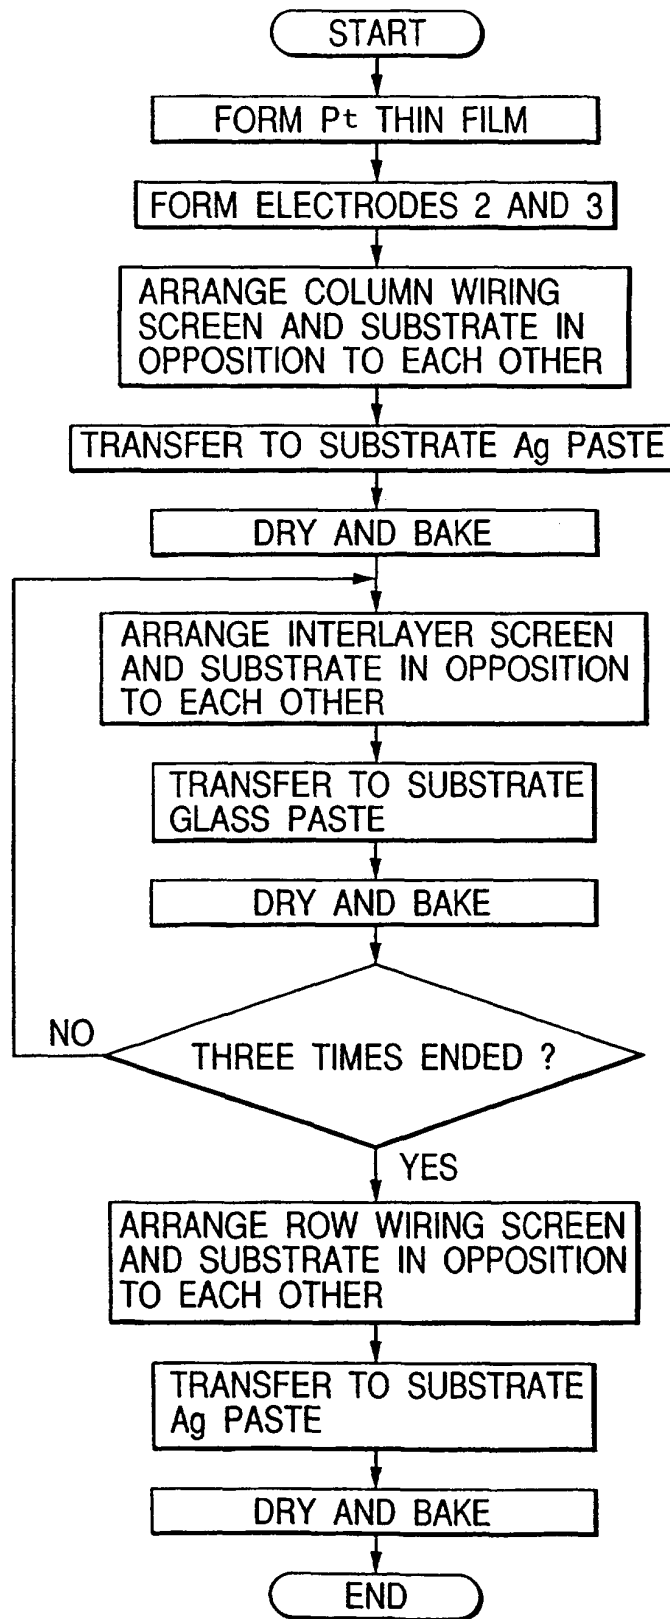 START
FORM Pt THIN FILM
FORM ELECTRODES 2 AND 3
ARRANGE COLUMN WIRING
SCREEN AND SUBSTRATE IN
OPPOSITION TO EACH OTHER
TRANSFER TO SUBSTRATE Ag PASTE
DRY AND BAKE
ARRANGE INTERLAYER SCREEN
AND SUBSTRATE IN OPPOSITION
TO EACH OTHER
TRANSFER TO SUBSTRATE
GLASS PASTE
DRY AND BAKE
NO
THREE TIMES ENDED ?
YES
ARRANGE ROW WIRING SCREEN
AND SUBSTRATE IN OPPOSITION
TO EACH OTHER
TRANSFER TO SUBSTRATE
Ag PASTE
DRY AND BAKE
END